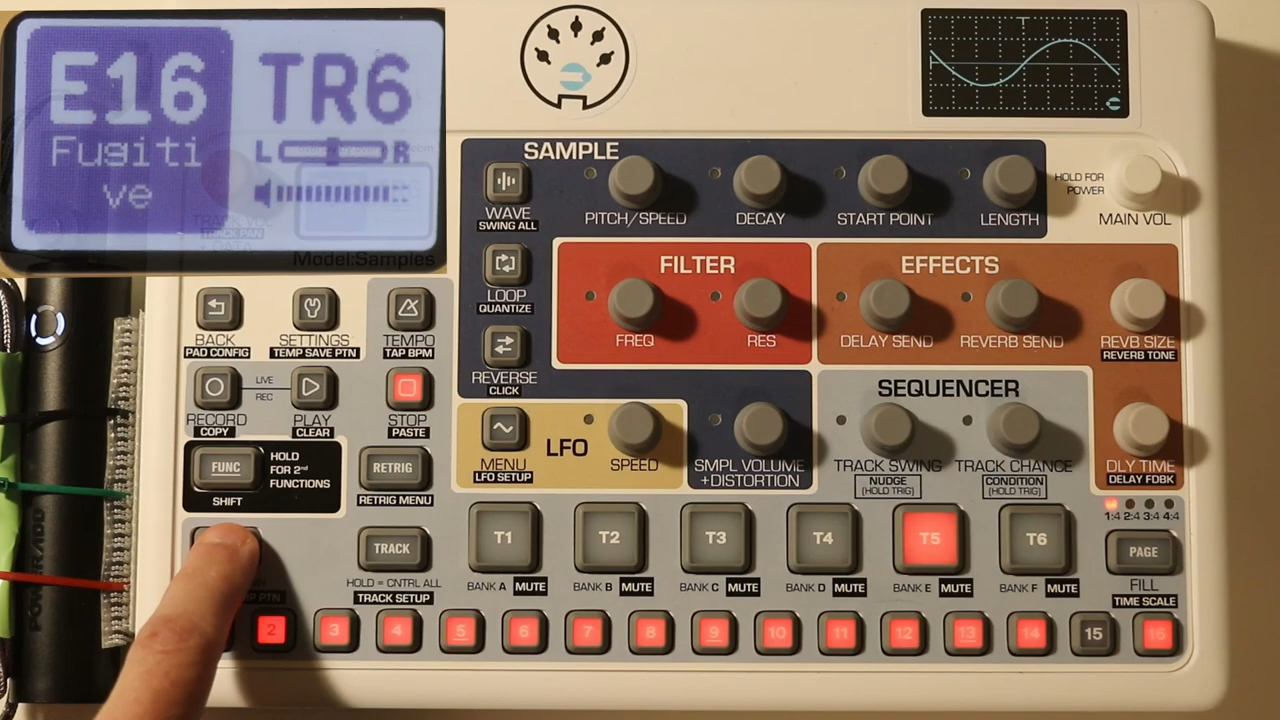 E16
TR6
Fugiti
ve
L R
Model:Samples
SAMPLE
WAVE
SWING ALL
PITCH/SPEED
DECAY
START POINT
LENGTH
HOLD FOR
POWER
MAIN VOL
LOOP
QUANTIZE
FILTER
FREQ
RES
EFFECTS
DELAY SEND
REVERB SEND
REVB SIZE
REVERB TONE
BACK
PAD CONFIG
SETTINGS
TEMP SAVE PTN
TEMPO
TAP BPM
REVERSE
CLICK
LIVE
REC
RECORD
COPY
PLAY
CLEAR
STOP
PASTE
SEQUENCER
MENU
LFO SETUP
LFO
SPEED
SMPL VOLUME
+DISTORTION
TRACK SWING
NUDGE
(HOLD TRIG)
TRACK CHANCE
CONDITION
(HOLD TRIG)
DLY TIME
DELAY FDBK
FUNC
HOLD
FOR 2nd
FUNCTIONS
SHIFT
RETRIG
RETRIG MENU
1:4 2:4 3:4 4:4
T1 T2 T3 T4 T5 T6
PAGE
TRACK
HOLD = CNTRL ALL
TRACK SETUP
BANK A MUTE
BANK B MUTE
BANK C MUTE
BANK D MUTE
BANK E MUTE
BANK F MUTE
FILL
TIME SCALE
2 3 4 5 6 7 8 9 10 11 12 13 14 15 16
POWERADD